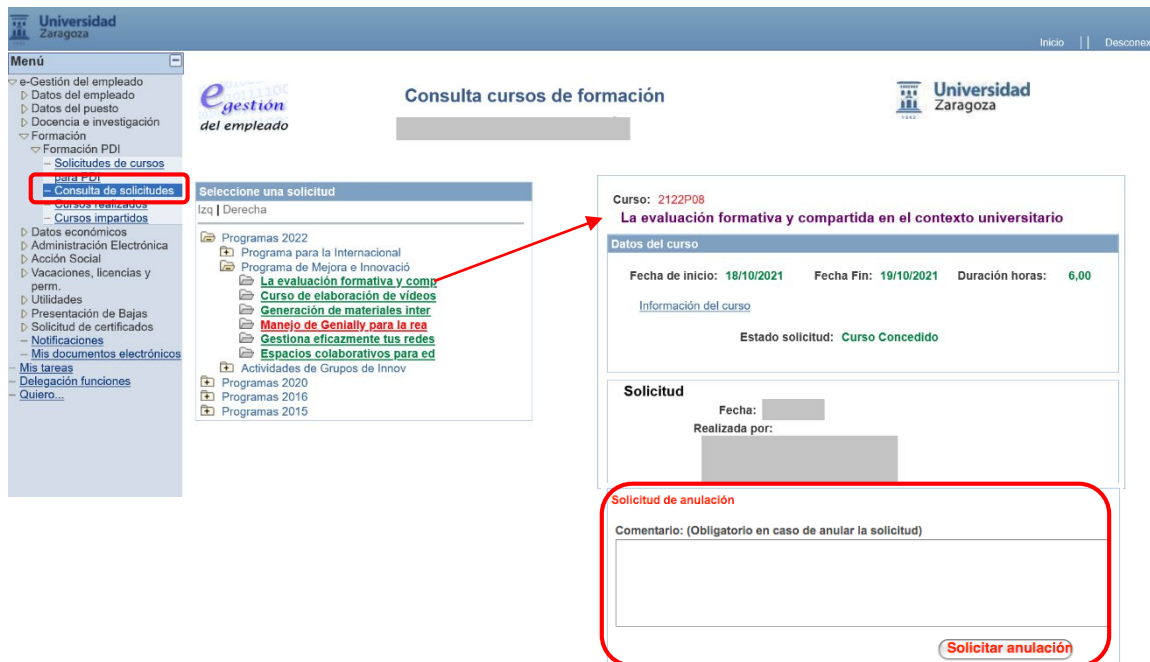 Universidad
Zaragoza
Inicio || Desconex
Menú
e-Gestión del empleado
Datos del empleado
Datos del puesto
Docencia e investigación
Formación
Formación PDI
Solicitudes de cursos
para PDI
Consulta de solicitudes
Cursos realizados
Cursos impartidos
Datos económicos
Administración Electrónica
Acción Social
Vacaciones, licencias y
perm.
Utilidades
Presentación de Bajas
Solicitud de certificados
Notificaciones
Mis documentos electrónicos
Mis tareas
Delegación funciones
Quiero...
e gestión
del empleado
Consulta cursos de formación
Universidad
Zaragoza
1542
Seleccione una solicitud
Izq | Derecha
Programas 2022
Programa para la Internacional
Programa de Mejora e Innovació
La evaluación formativa y comp
Curso de elaboración de vídeos
Generación de materiales inter
Manejo de Genially para la rea
Gestiona eficazmente tus redes
Espacios colaborativos para ed
Actividades de Grupos de Innov
Programas 2020
Programas 2016
Programas 2015
Curso: 2122P08
La evaluación formativa y compartida en el contexto universitario
Datos del curso
Fecha de inicio: 18/10/2021 Fecha Fin: 19/10/2021 Duración horas: 6,00
Información del curso
Estado solicitud: Curso Concedido
Solicitud
Fecha:
Realizada por:
Solicitud de anulación
Comentario: (Obligatorio en caso de anular la solicitud)
Solicitar anulación